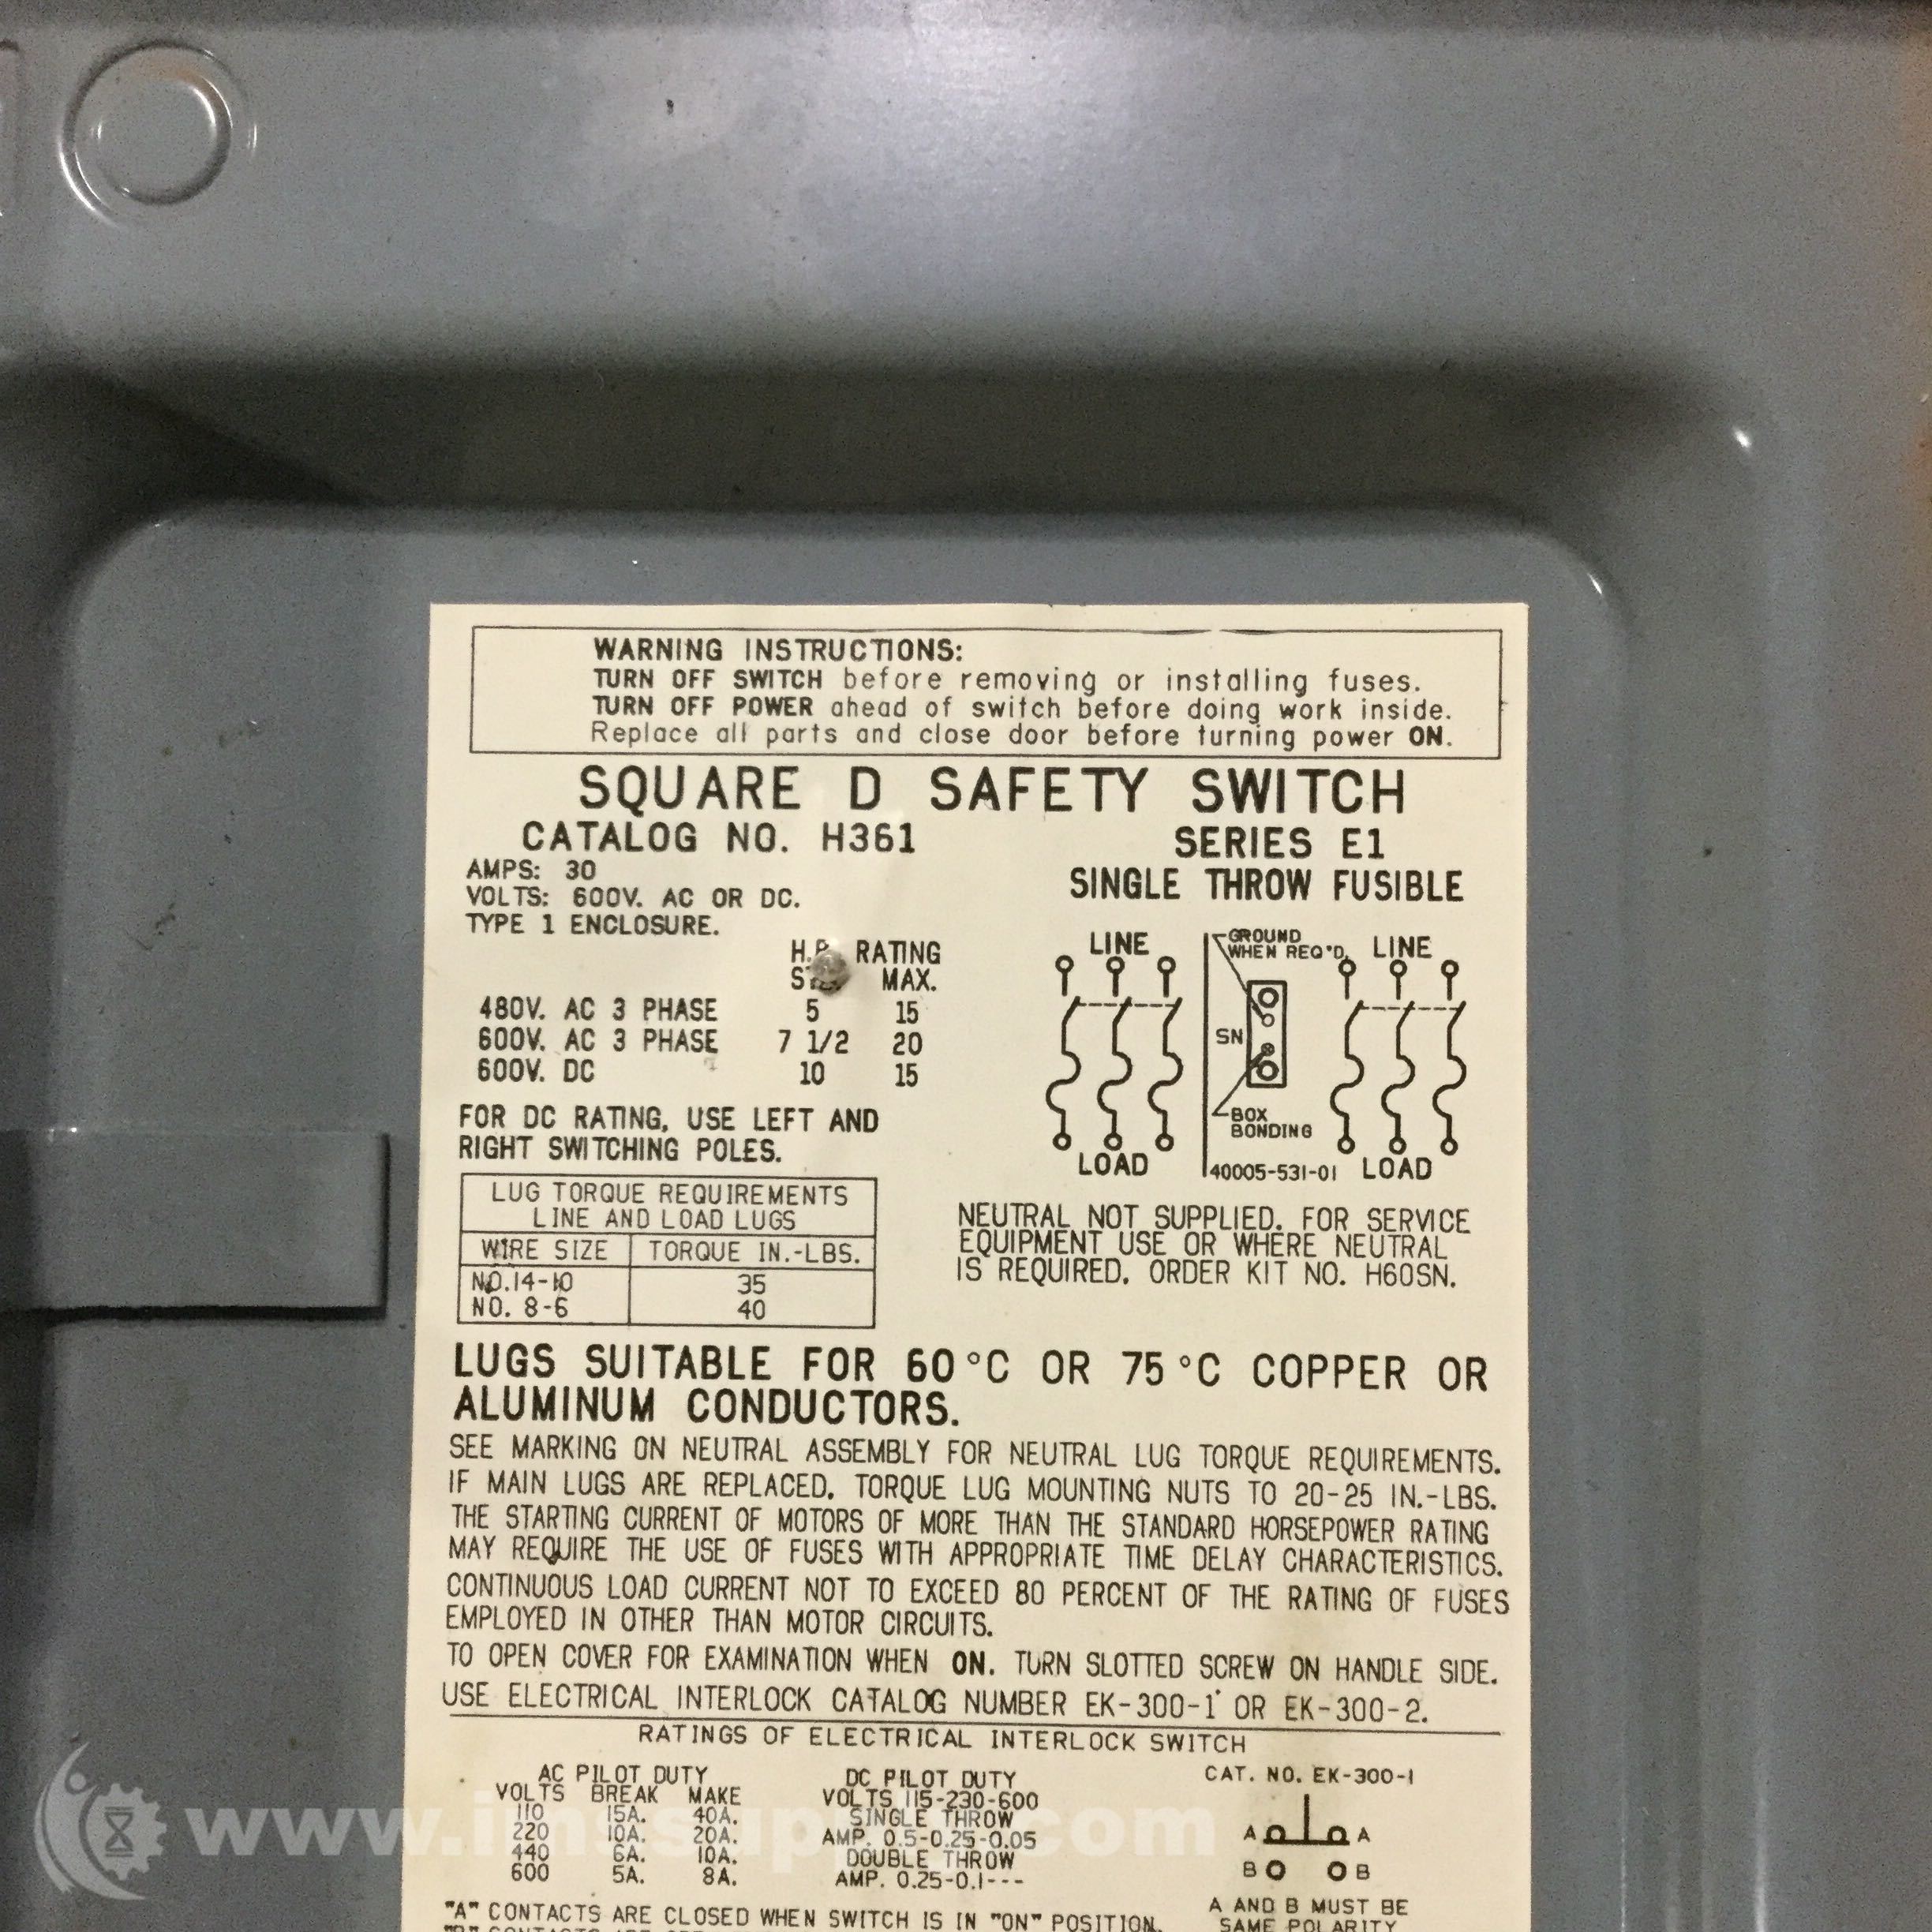 WARNING INSTRUCTIONS:
TURN OFF SWITCH before removing or installing fuses.
TURN OFF POWER ahead of switch before doing work inside.
Replace all parts and close door before turning power ON.
SQUARE D SAFETY SWITCH
CATALOG NO. H361
SERIES E1
AMPS: 30
VOLTS: 600V. AC OR DC.
TYPE 1 ENCLOSURE.
SINGLE THROW FUSIBLE
RATING
MAX.
480V. AC 3 PHASE 5 15
600V. AC 3 PHASE 7 1/2 20
600V. DC 10 15
FOR DC RATING, USE LEFT AND
RIGHT SWITCHING POLES.
LINE
GROUND
WHEN REQ'D.
LINE
SN
BOX
BONDING
LOAD
40005-531-01
LOAD
LUG TORQUE REQUIREMENTS
LINE AND LOAD LUGS
WIRE SIZE TORQUE IN.-LBS.
NO.14-10 35
NO. 8-6 40
NEUTRAL NOT SUPPLIED. FOR SERVICE
EQUIPMENT USE OR WHERE NEUTRAL
IS REQUIRED. ORDER KIT NO. H60SN.
LUGS SUITABLE FOR 60°C OR 75°C COPPER OR
ALUMINUM CONDUCTORS.
SEE MARKING ON NEUTRAL ASSEMBLY FOR NEUTRAL LUG TORQUE REQUIREMENTS.
IF MAIN LUGS ARE REPLACED. TORQUE LUG MOUNTING NUTS TO 20-25 IN.-LBS.
THE STARTING CURRENT OF MOTORS OF MORE THAN THE STANDARD HORSEPOWER RATING
MAY REQUIRE THE USE OF FUSES WITH APPROPRIATE TIME DELAY CHARACTERISTICS.
CONTINUOUS LOAD CURRENT NOT TO EXCEED 80 PERCENT OF THE RATING OF FUSES
EMPLOYED IN OTHER THAN MOTOR CIRCUITS.
TO OPEN COVER FOR EXAMINATION WHEN ON. TURN SLOTTED SCREW ON HANDLE SIDE.
USE ELECTRICAL INTERLOCK CATALOG NUMBER EK-300-1 OR EK-300-2.
RATINGS OF ELECTRICAL INTERLOCK SWITCH
AC PILOT DUTY
VOLTS BREAK MAKE
110 15A. 40A.
220 10A. 20A.
440 6A. 10A.
600 5A. 8A.
DC PILOT DUTY
VOLTS 115-230-600
SINGLE THROW
AMP. 0.5-0.25-0.05
DOUBLE THROW
AMP. 0.25-0.1---
CAT. NO. EK-300-1
A A
B B
A AND B MUST BE
SAME POLARITY
"A" CONTACTS ARE CLOSED WHEN SWITCH IS IN "ON" POSITION.
www.imssupply.com